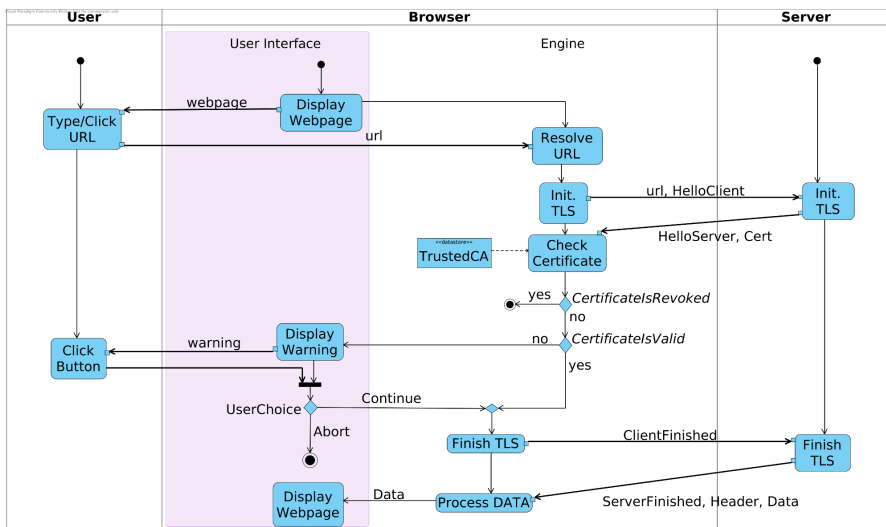 User
Browser
Server
User Interface
Engine
webpage
Display
Webpage
Type/Click
URL
url
Resolve
URL
Init.
TLS
url, HelloClient
Init.
TLS
HelloServer, Cert
<<datastore>>
TrustedCA
Check
Certificate
yes
CertificateIsRevoked
no
Display
Warning
no
CertificateIsValid
warning
Click
Button
yes
Continue
UserChoice
Abort
Finish TLS
ClientFinished
Finish
TLS
Display
Webpage
Data
Process DATA
ServerFinished, Header, Data